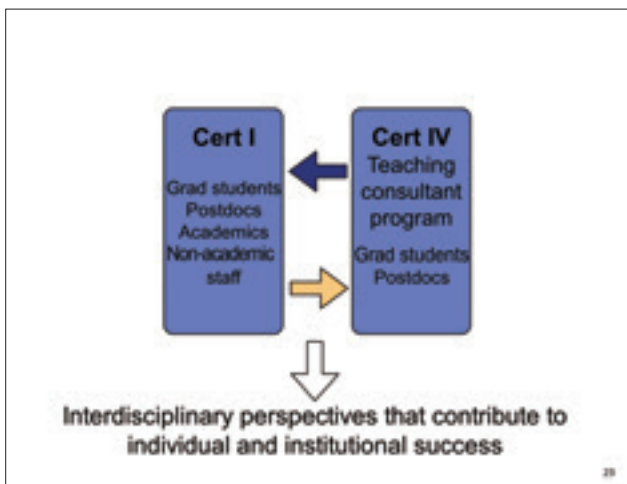 Cert I
Grad students
Postdocs
Academics
Non-academic
staff
Cert IV
Teaching
consultant
program
Grad students
Postdocs
Interdisciplinary perspectives that contribute to
individual and institutional success